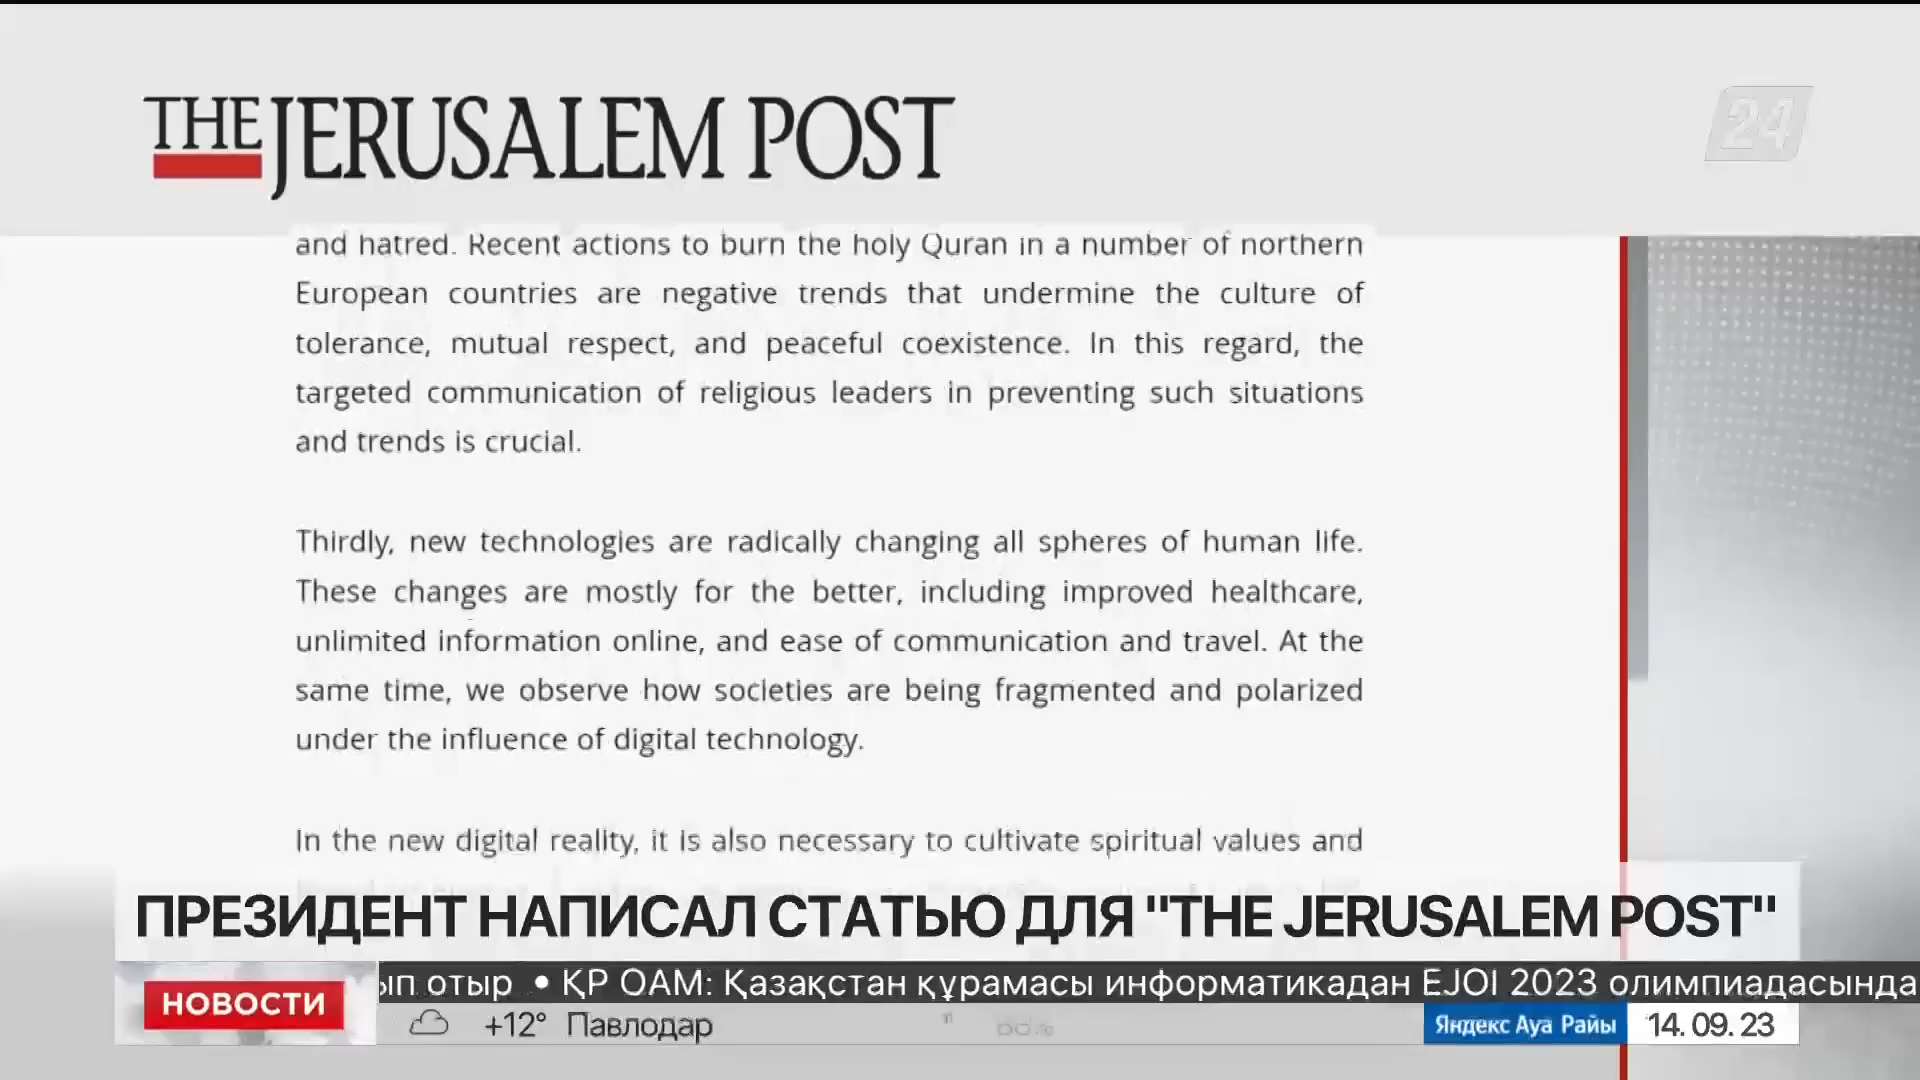 THE JERUSALEM POST
24
and hatred. Recent actions to burn the holy Quran in a number of northern
European countries are negative trends that undermine the culture of
tolerance, mutual respect, and peaceful coexistence. In this regard, the
targeted communication of religious leaders in preventing such situations
and trends is crucial.
Thirdly, new technologies are radically changing all spheres of human life.
These changes are mostly for the better, including improved healthcare,
unlimited information online, and ease of communication and travel. At the
same time, we observe how societies are being fragmented and polarized
under the influence of digital technology.
In the new digital reality, it is also necessary to cultivate spiritual values and
ПРЕЗИДЕНТ НАПИСАЛ СТАТЬЮ ДЛЯ "THE JERUSALEM POST"
НОВОСТИ
ып отыр • ҚР ОАМ: Қазақстан құрамасы информатикадан EJOI 2023 олимпиадасында
+12° Павлодар
Яндекс Ауа Райы
14. 09. 23